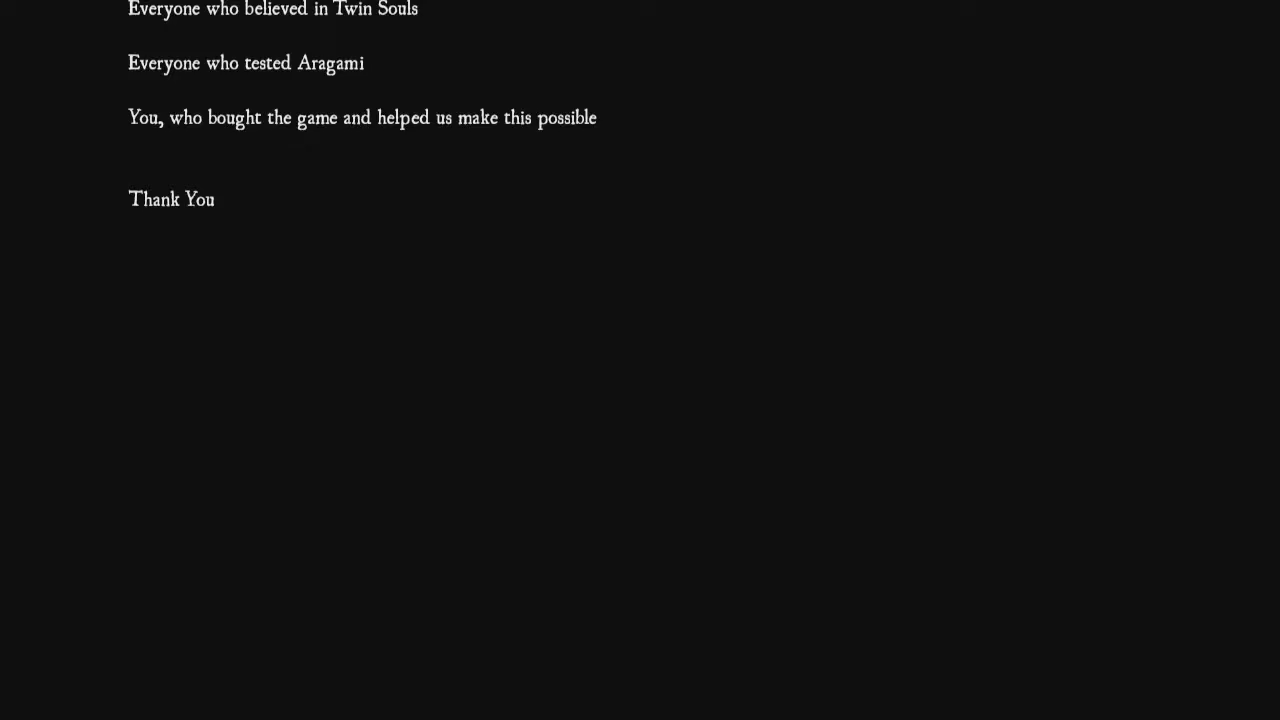 Everyone who believed in Twin Souls
Everyone who tested Aragami
You, who bought the game and helped us make this possible
Thank You